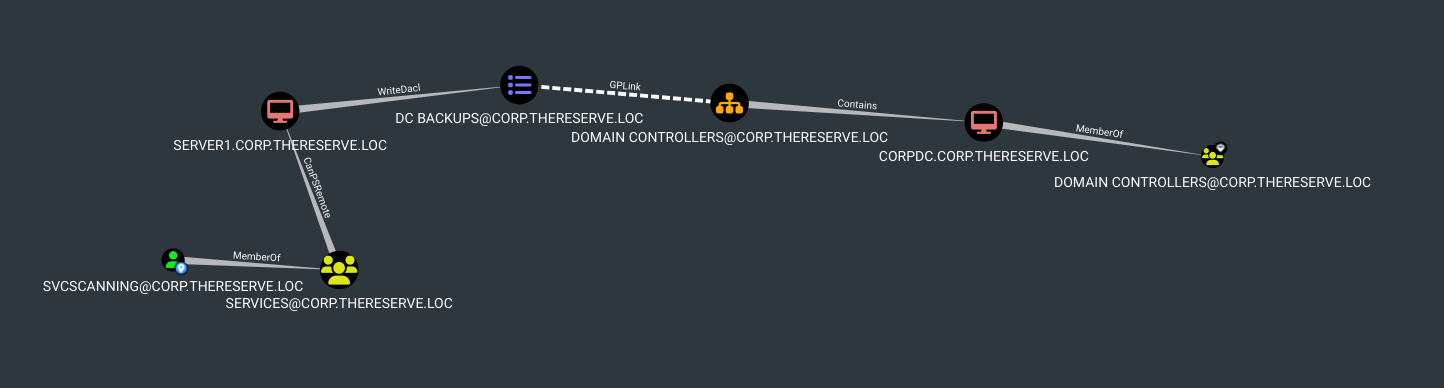 WriteDacl
GPLink
Contains
SERVER1.CORP.THERESERVE.LOC
DC BACKUPS@CORP.THERESERVE.LOC
DOMAIN CONTROLLERS@CORP.THERESERVE.LOC
CORPDC.CORP.THERESERVE.LOC
MemberOf
DOMAIN CONTROLLERS@CORP.THERESERVE.LOC
CanPSRemote
MemberOf
SVCSCANNING@CORP.THERESERVE.LOC
SERVICES@CORP.THERESERVE.LOC